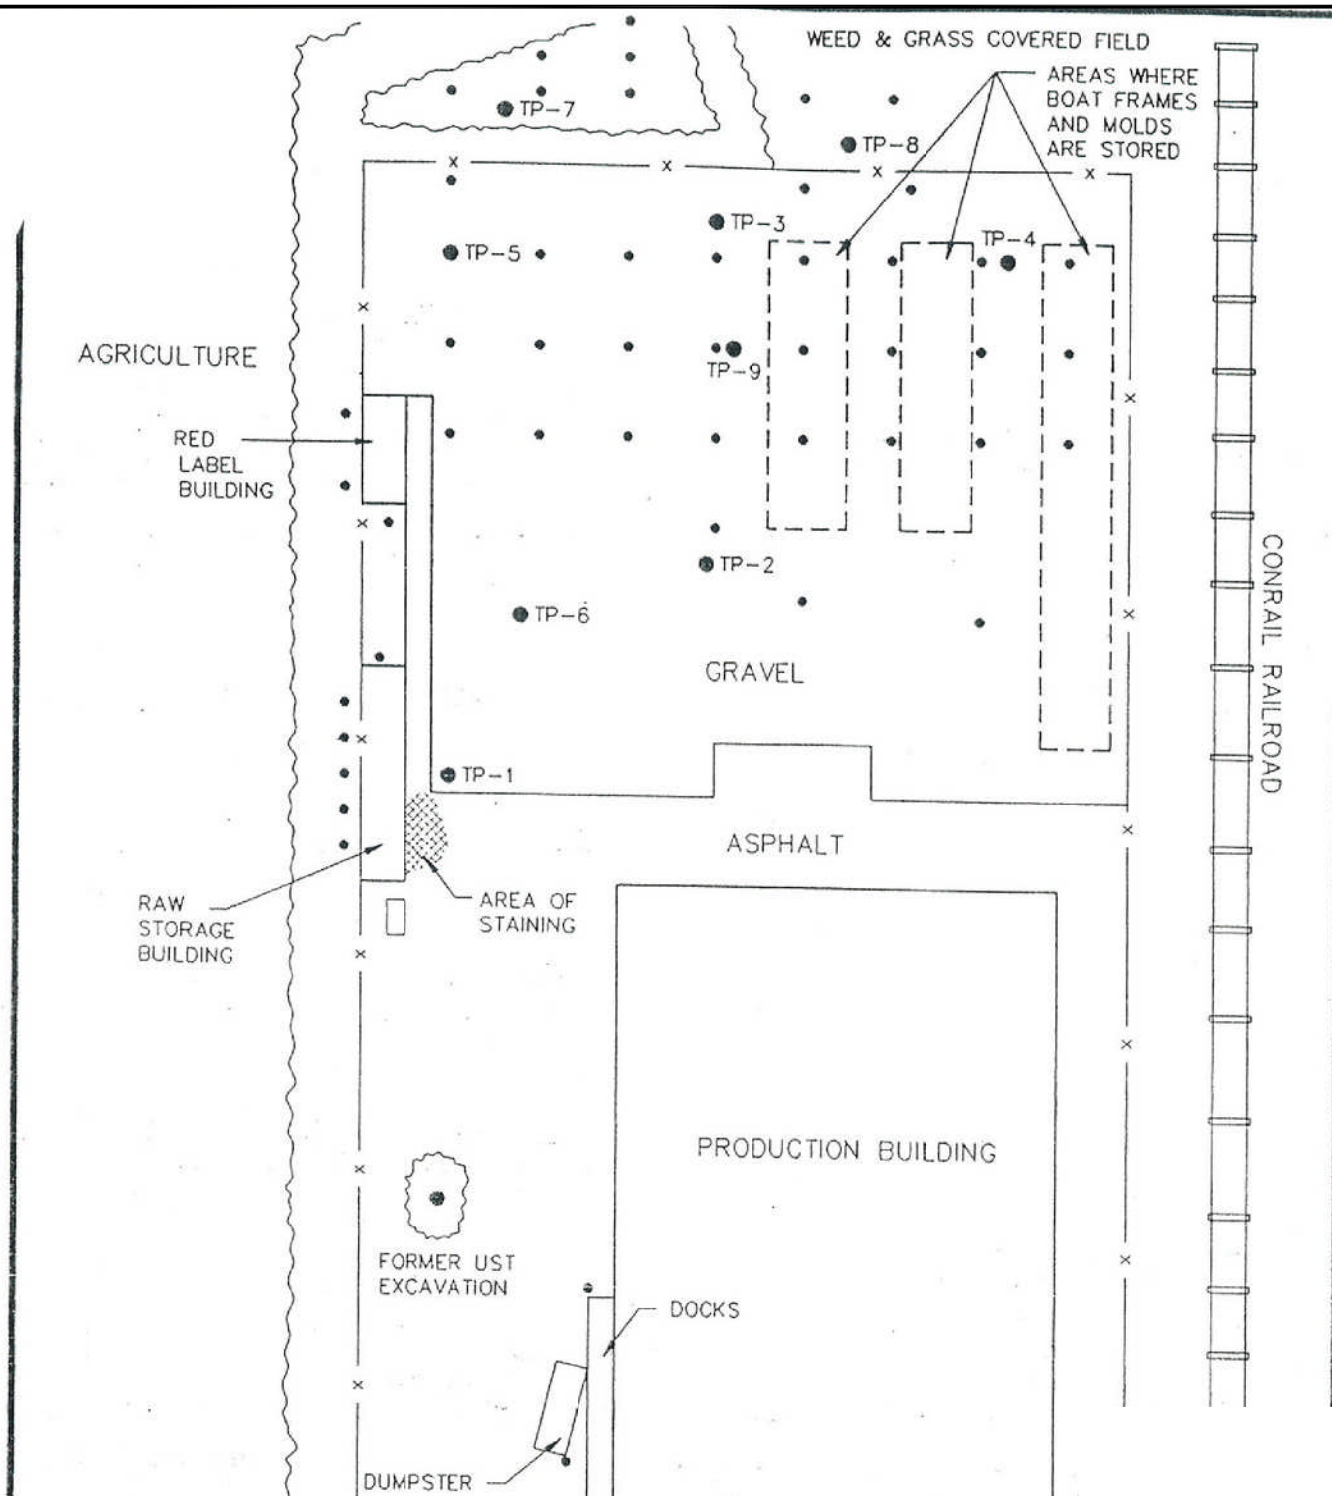 WEED & GRASS COVERED FIELD
AREAS WHERE
BOAT FRAMES
AND MOLDS
ARE STORED
TP-7
TP-8
TP-3
TP-4
TP-5
AGRICULTURE
TP-9
RED
LABEL
BUILDING
TP-2
TP-6
CONRAIL RAILROAD
GRAVEL
TP-1
ASPHALT
RAW
STORAGE
BUILDING
AREA OF
STAINING
PRODUCTION BUILDING
FORMER UST
EXCAVATION
DOCKS
DUMPSTER